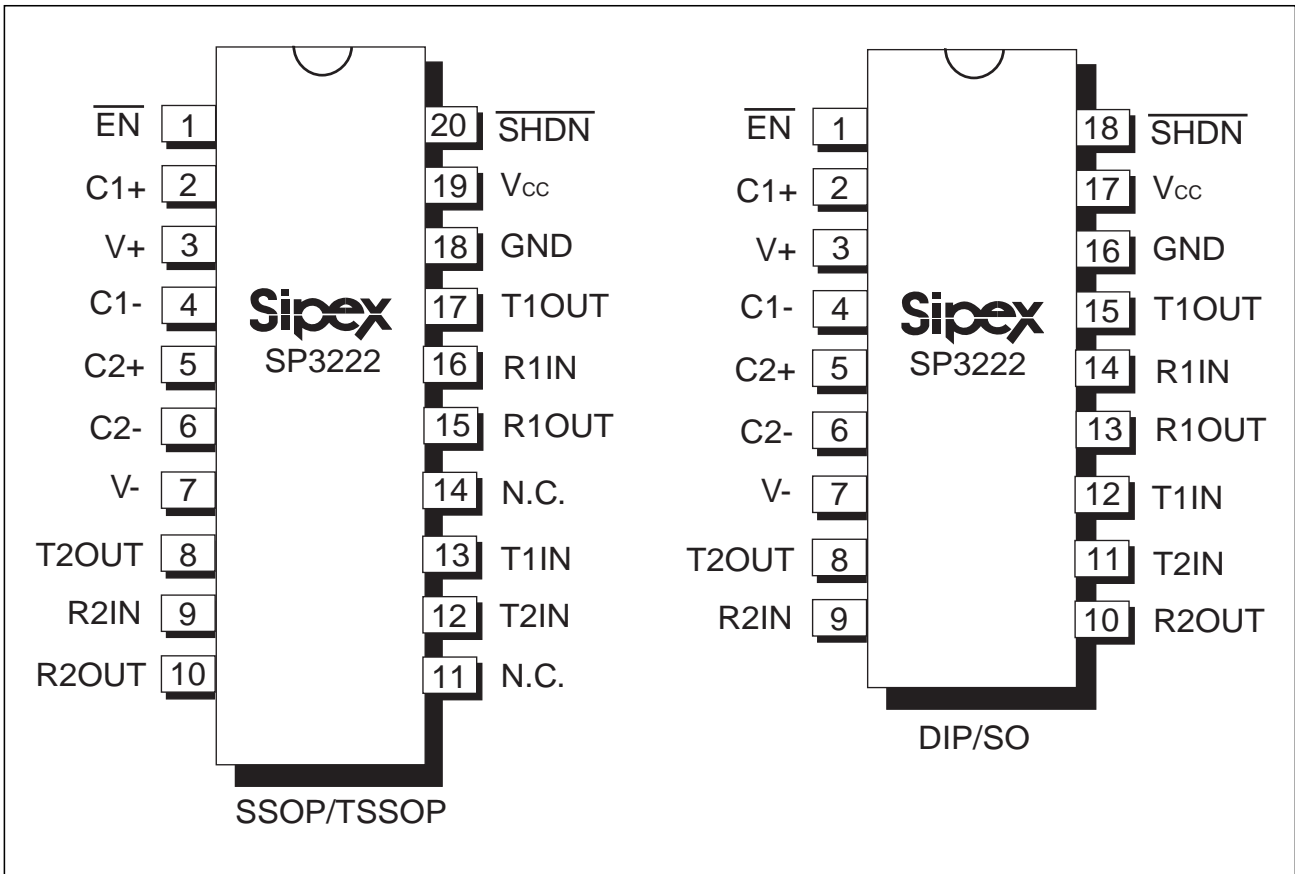 EN 1 20 SHDN
C1+ 2 19 VCC
V+ 3 18 GND
C1- 4 17 T1OUT
Sipex
SP3222
C2+ 5 16 R1IN
C2- 6 15 R1OUT
V- 7 14 N.C.
T2OUT 8 13 T1IN
R2IN 9 12 T2IN
R2OUT 10 11 N.C.
SSOP/TSSOP
EN 1 18 SHDN
C1+ 2 17 VCC
V+ 3 16 GND
C1- 4 15 T1OUT
Sipex
SP3222
C2+ 5 14 R1IN
C2- 6 13 R1OUT
V- 7 12 T1IN
T2OUT 8 11 T2IN
R2IN 9 10 R2OUT
DIP/SO